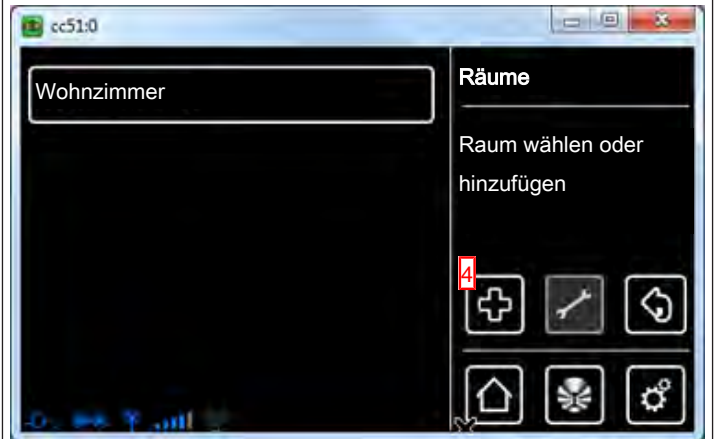 cc51:0
Wohnzimmer
Räume
Raum wählen oder
hinzufügen
4